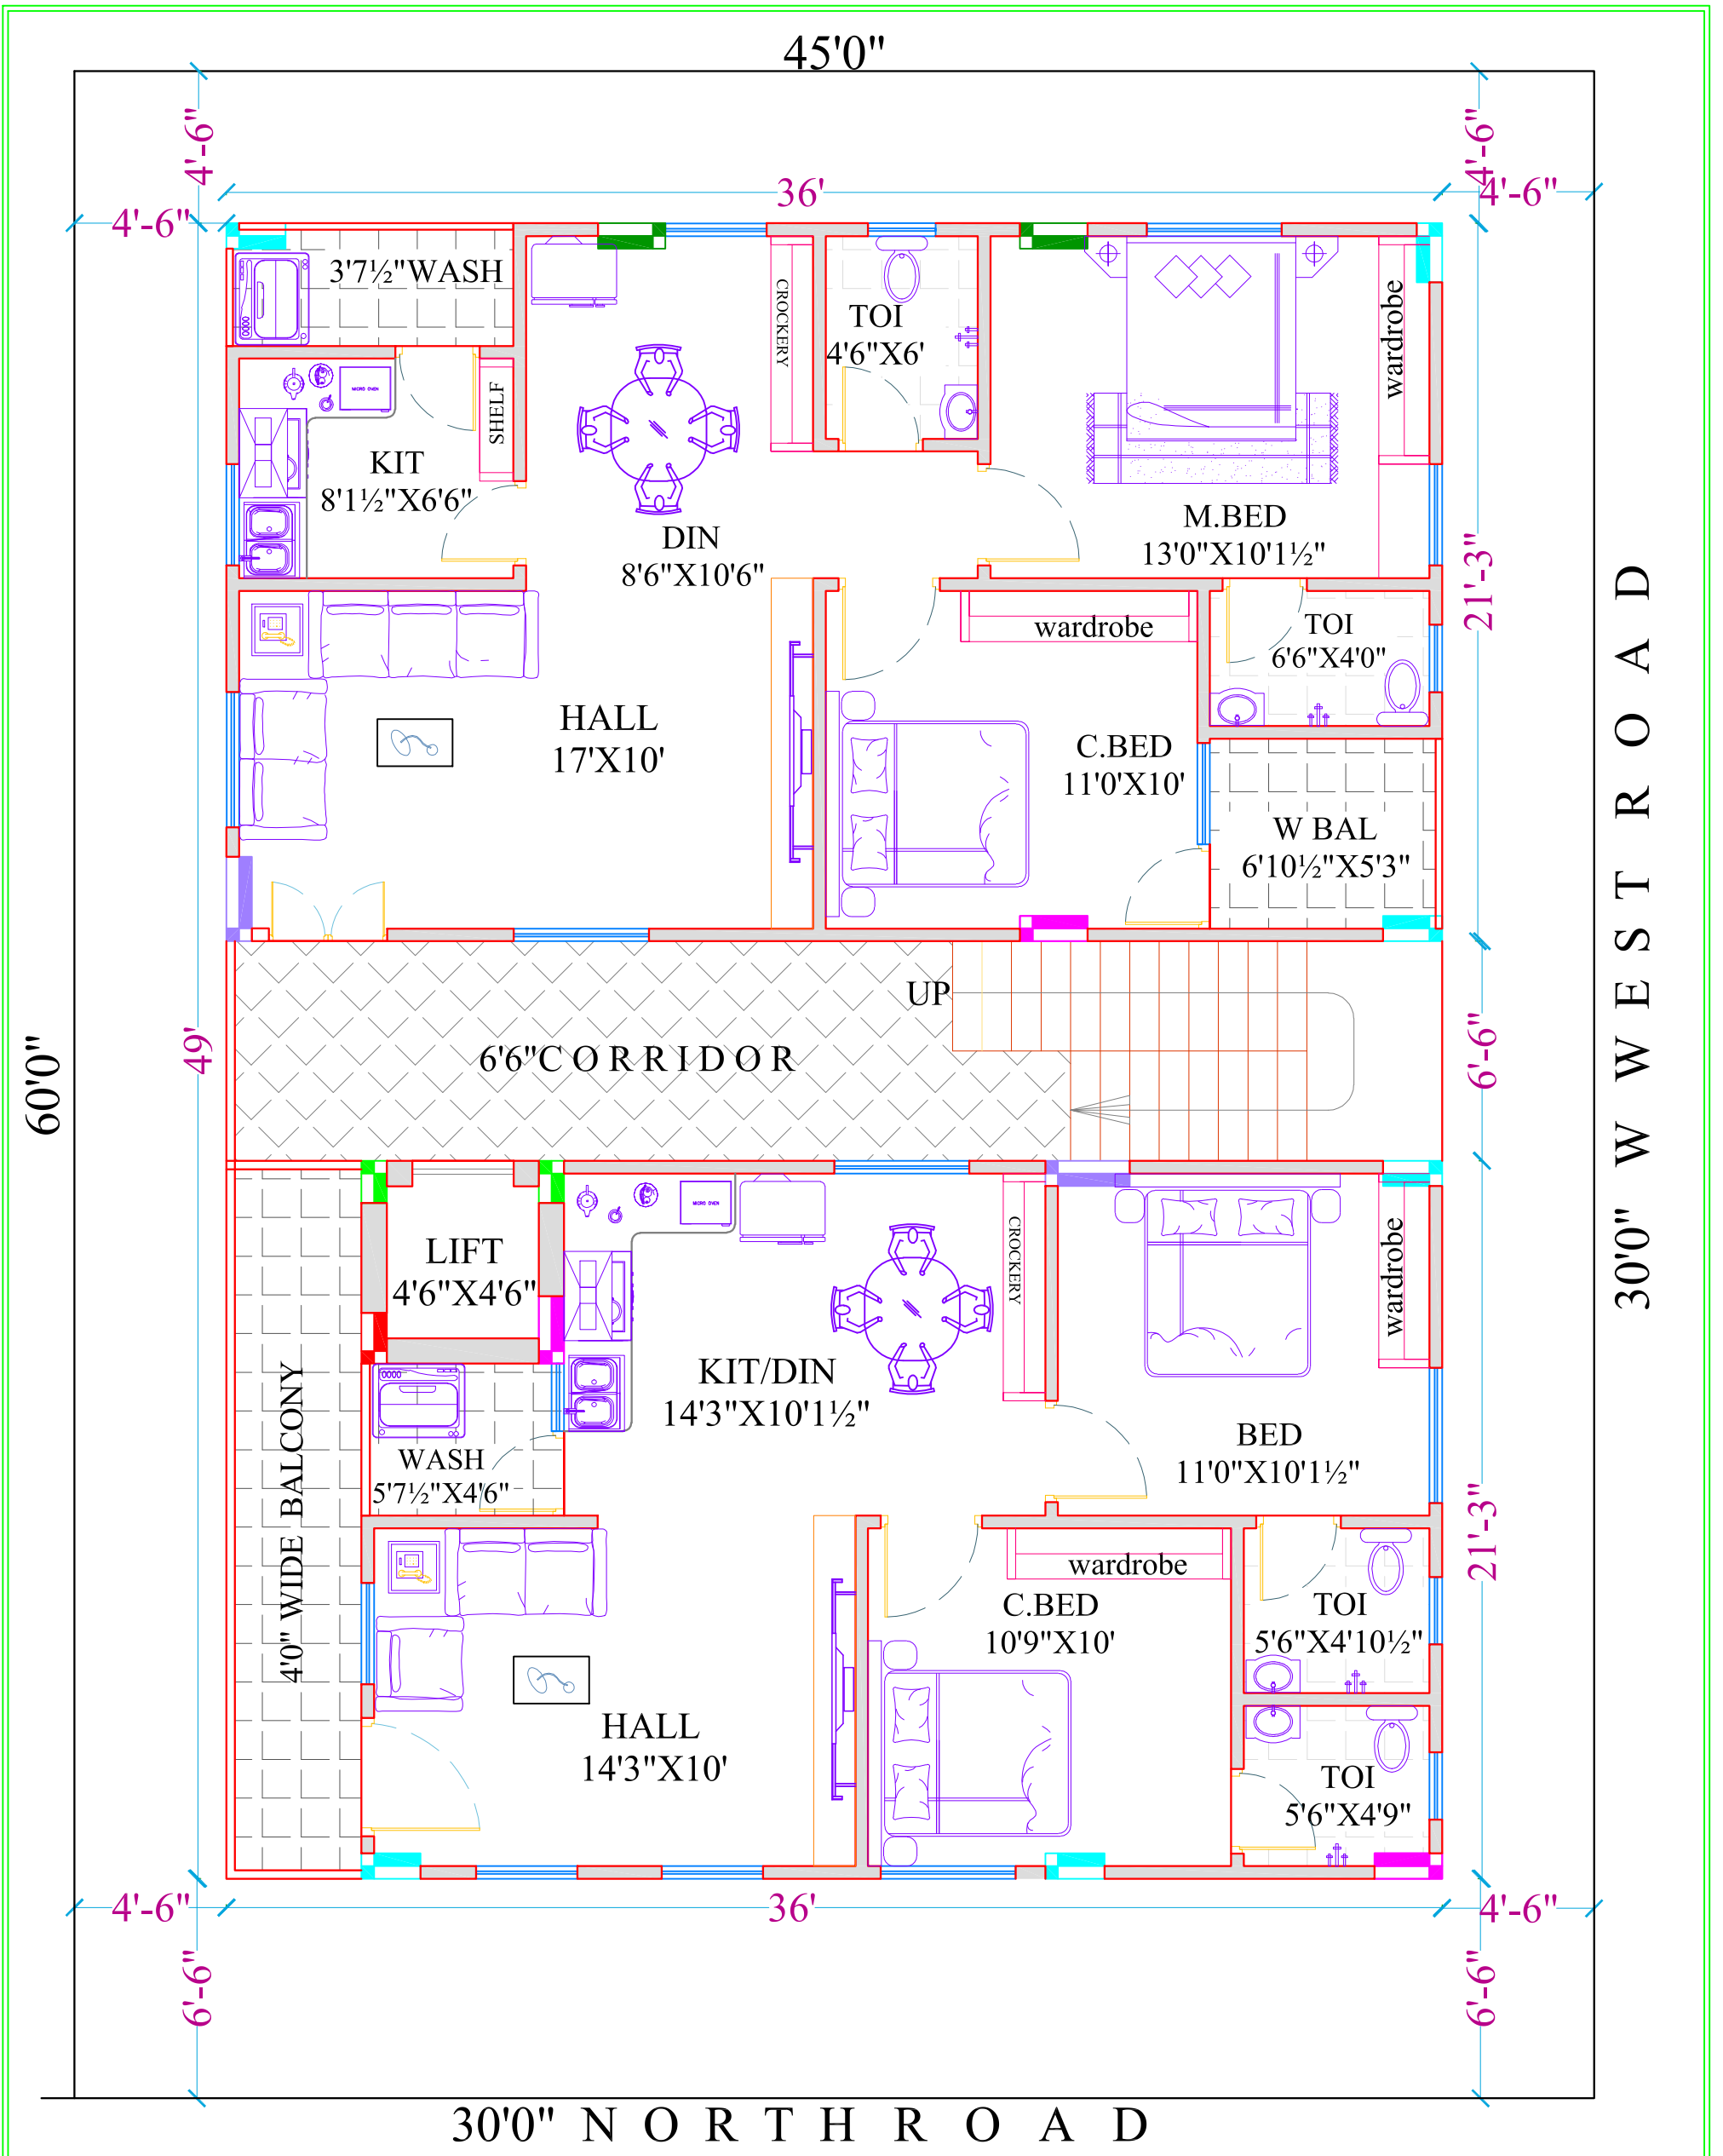 45'0"
4'-6"
4'-6"
36'
4'-6"
4'-6"
3'7½"WASH
CROCKERY
TOI
4'6"X6'
wardrobe
MICRO OVEN
SHELF
KIT
8'1½"X6'6"
DIN
8'6"X10'6"
M.BED
13'0"X10'1½"
21'-3"
wardrobe
TOI
6'6"X4'0"
HALL
17'X10'
C.BED
11'0'X10'
W BAL
6'10½"X5'3"
30'0" W W E S T R O A D
UP
6'6"C O R R I D O R
6'-6"
49'
60'0"
MICRO OVEN
LIFT
4'6"X4'6"
CROCKERY
wardrobe
KIT/DIN
14'3"X10'1½"
BED
11'0"X10'1½"
WASH
5'7½"X4'6"
4'0" WIDE BALCONY
21'-3"
wardrobe
C.BED
10'9"X10'
TOI
5'6"X4'10½"
HALL
14'3"X10'
TOI
5'6"X4'9"
4'-6"
36'
4'-6"
6'-6"
6'-6"
30'0" N O R T H R O A D